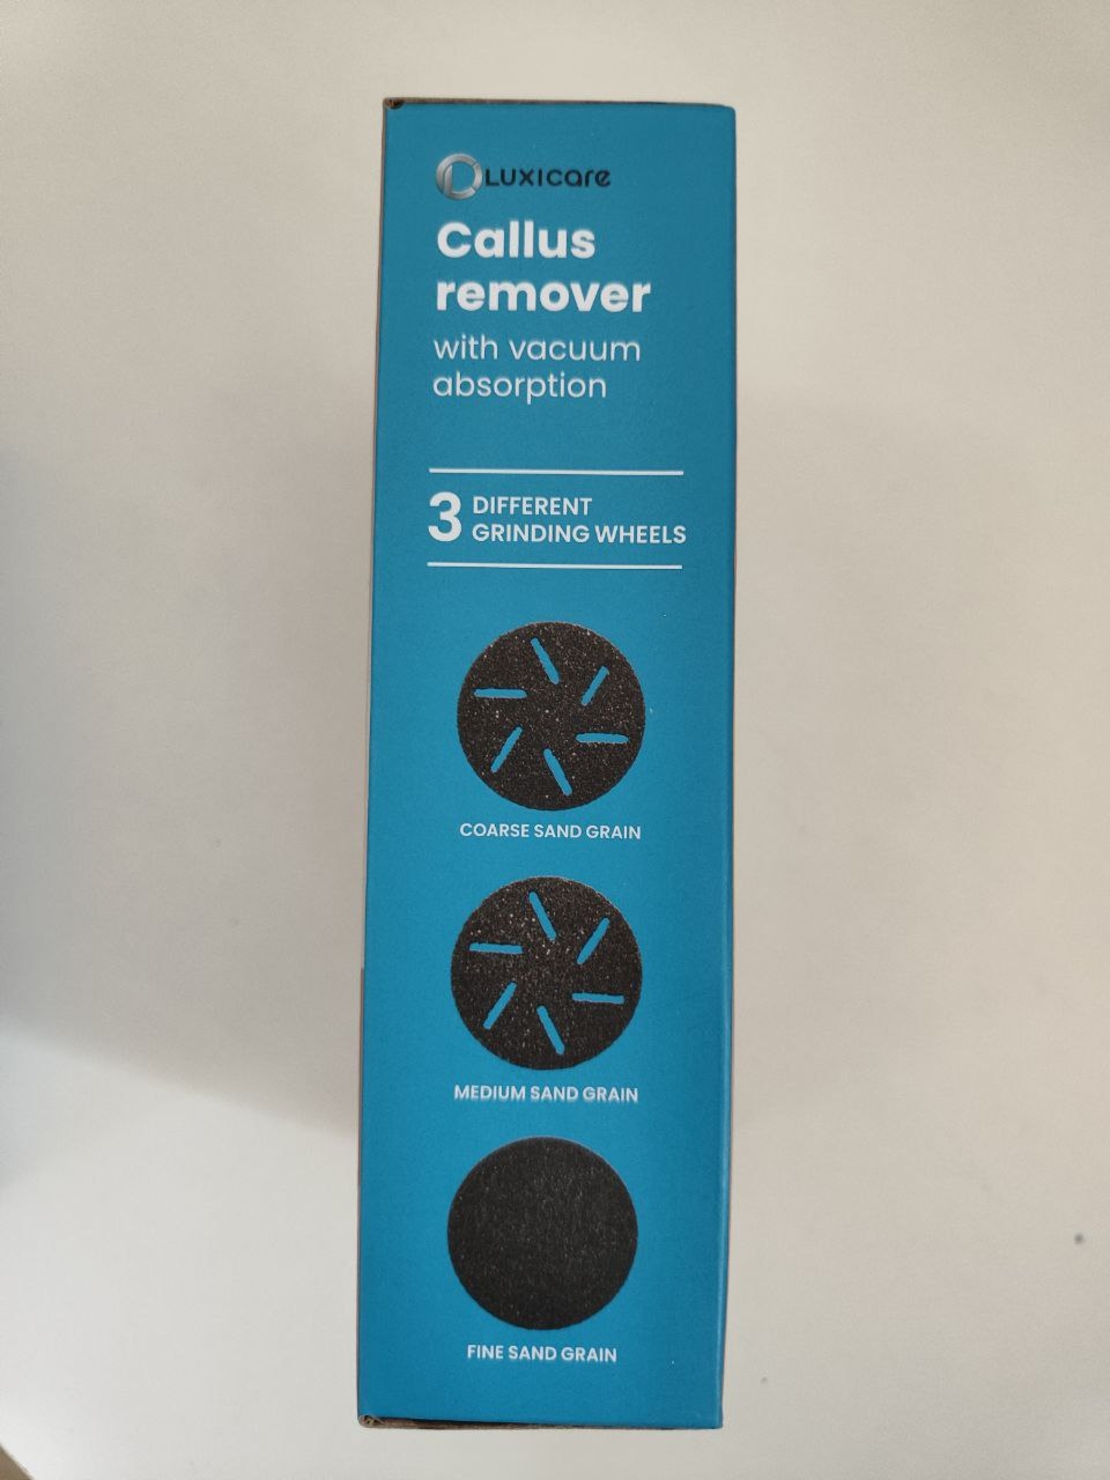 LUXICARE
Callus
remover
with vacuum
absorption
3 DIFFERENT
GRINDING WHEELS
COARSE SAND GRAIN
MEDIUM SAND GRAIN
FINE SAND GRAIN